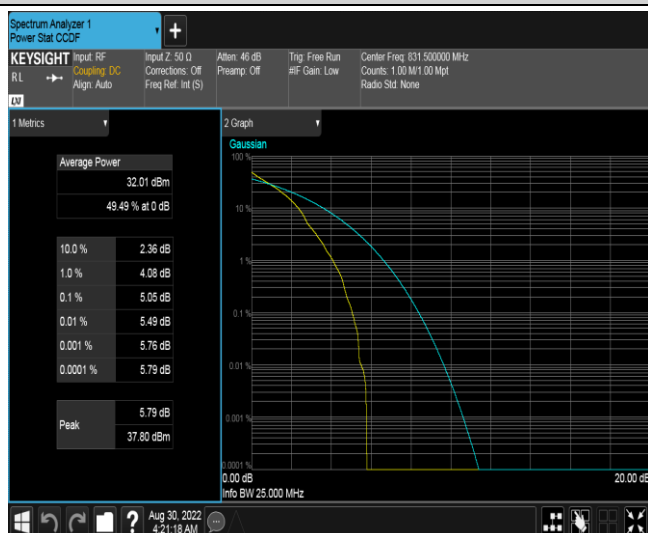 Spectrum Analyzer 1
Power Stat CCDF
+
KEYSIGHT
RL
LXI
Input: RF
Coupling: DC
Align: Auto
Input Z: 50 Ω
Corrections: Off
Freq Ref: Int (S)
Atten: 46 dB
Preamp: Off
Trig: Free Run
#IF Gain: Low
Center Freq: 831.500000 MHz
Counts: 1.00 M/1.00 Mpt
Radio Std: None
1 Metrics
Average Power
32.01 dBm
49.49 % at 0 dB
10.0 % 2.36 dB
1.0 % 4.08 dB
0.1 % 5.05 dB
0.01 % 5.49 dB
0.001 % 5.76 dB
0.0001 % 5.79 dB
Peak
5.79 dB
37.80 dBm
2 Graph
Gaussian
100 %
10 %
1 %
0.1 %
0.01 %
0.001 %
0.0001 %
0.00 dB 20.00 dB
Info BW 25.000 MHz
?
Aug 30, 2022
4:21:18 AM